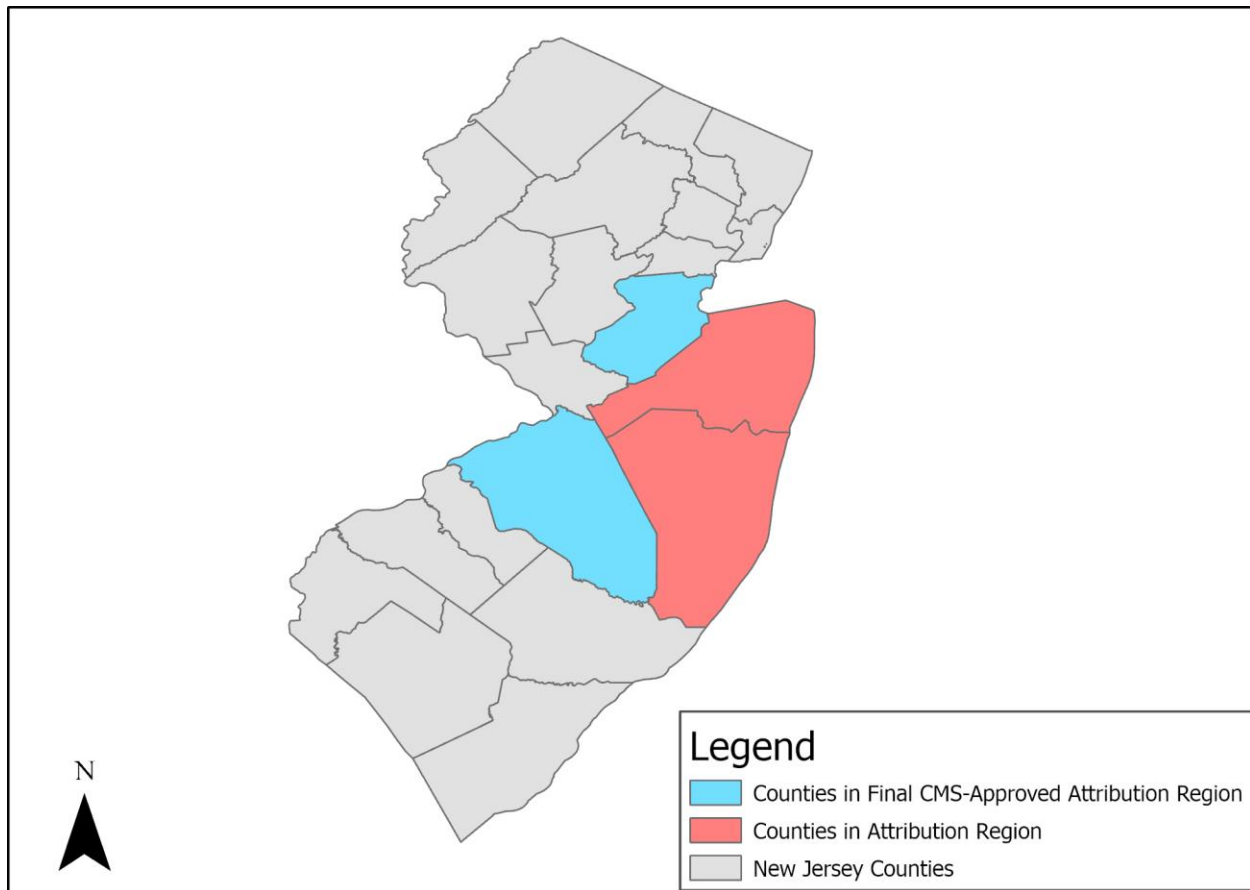 Legend
Counties in Final CMS-Approved Attribution Region
Counties in Attribution Region
New Jersey Counties
N